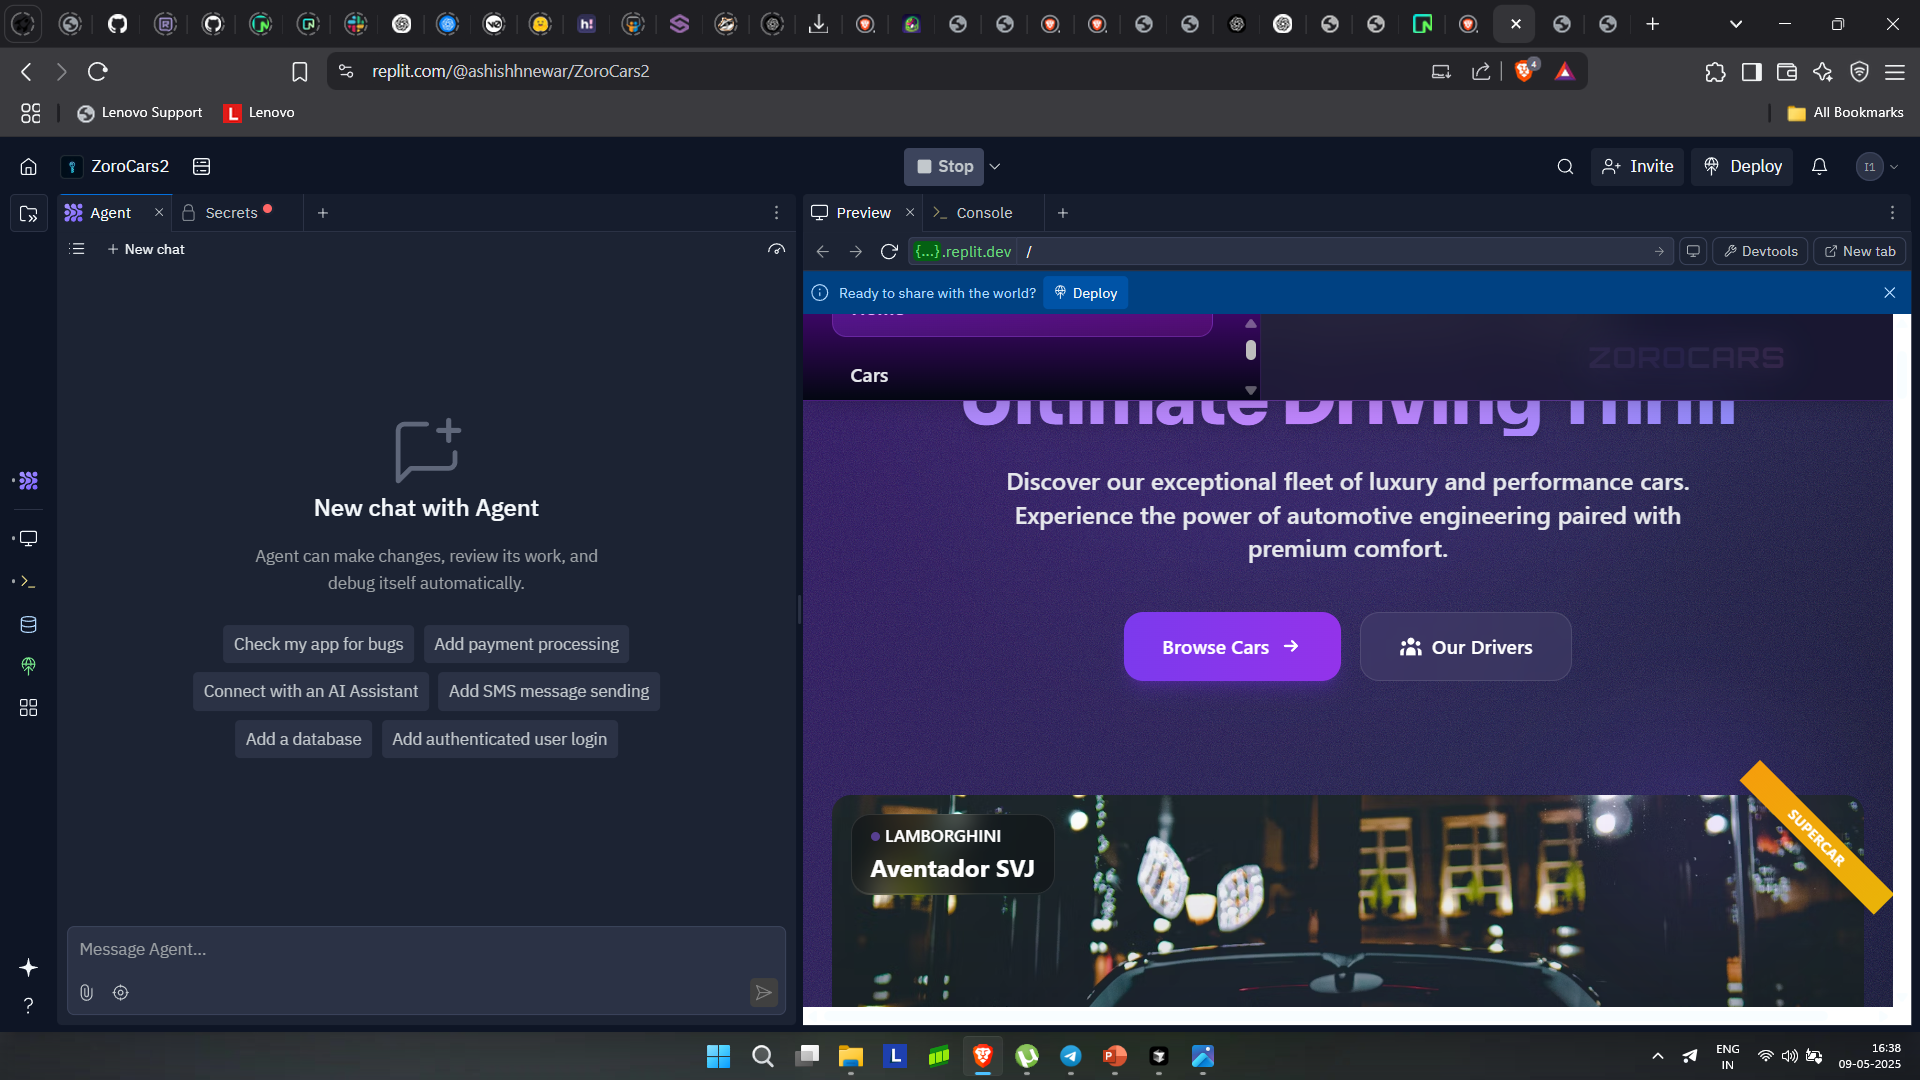 replit.com/@ashishhnewar/ZoroCars2
4
Lenovo Support
L
Lenovo
All Bookmarks
ZoroCars2
Stop
Invite
Deploy
I1
Agent
Secrets
Preview
Console
New chat
{...}.replit.dev
/
Devtools
New tab
Ready to share with the world?
Deploy
ZOROCARS
Cars
Ultimate Driving Thrill
Discover our exceptional fleet of luxury and performance cars.
Experience the power of automotive engineering paired with
premium comfort.
Browse Cars
Our Drivers
LAMBORGHINI
Aventador SVJ
SUPERCAR
New chat with Agent
Agent can make changes, review its work, and
debug itself automatically.
Check my app for bugs
Add payment processing
Connect with an AI Assistant
Add SMS message sending
Add a database
Add authenticated user login
Message Agent...
?
L
ENG
IN
16:38
09-05-2025